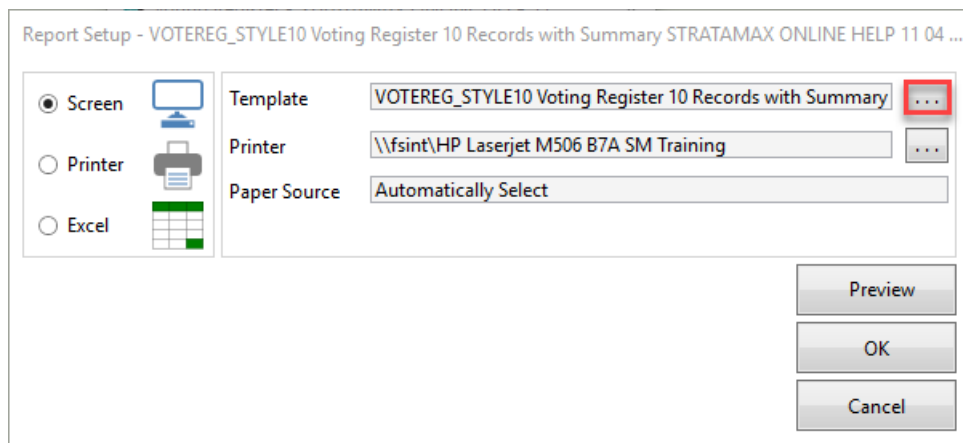 Report Setup - VOTEREG_STYLE10 Voting Register 10 Records with Summary STRATAMAX ONLINE HELP 11 04 ...
Screen
Printer
Excel
Template VOTEREG_STYLE10 Voting Register 10 Records with Summary ...
Printer \\fsint\HP Laserjet M506 B7A SM Training ...
Paper Source Automatically Select
Preview
OK
Cancel